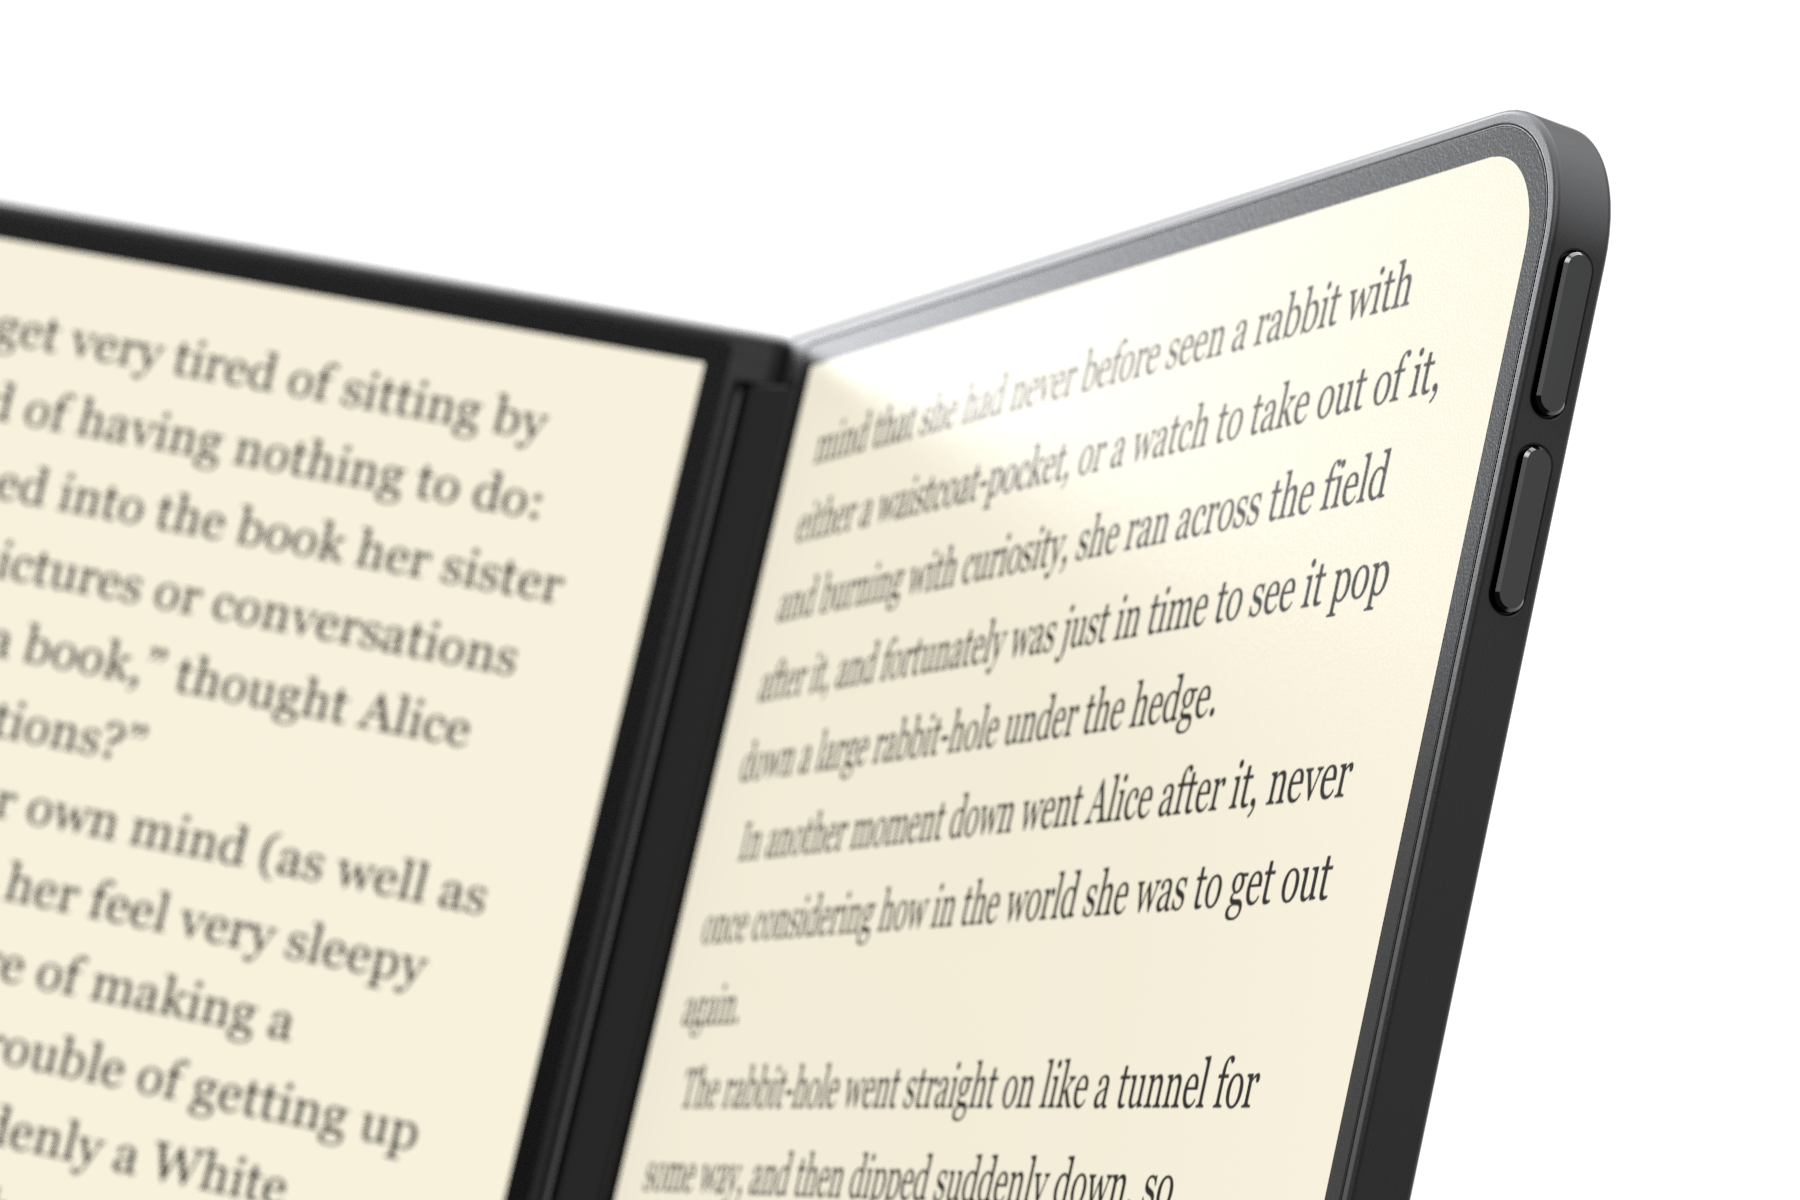 get very tired of sitting by
of having nothing to do:
into the book her sister
or conversations
a book,” thought Alice
own mind (as well as
her feel very sleepy
of making a
of getting up
a White
mind that she had never before seen a rabbit with
either a waistcoat-pocket, or a watch to take out of it,
and burning with curiosity, she ran across the field
after it, and fortunately was just in time to see it pop
down a large rabbit-hole under the hedge.
In another moment down went Alice after it, never
once considering how in the world she was to get out
again.
The rabbit-hole went straight on like a tunnel for
some way, and then dipped suddenly down, so